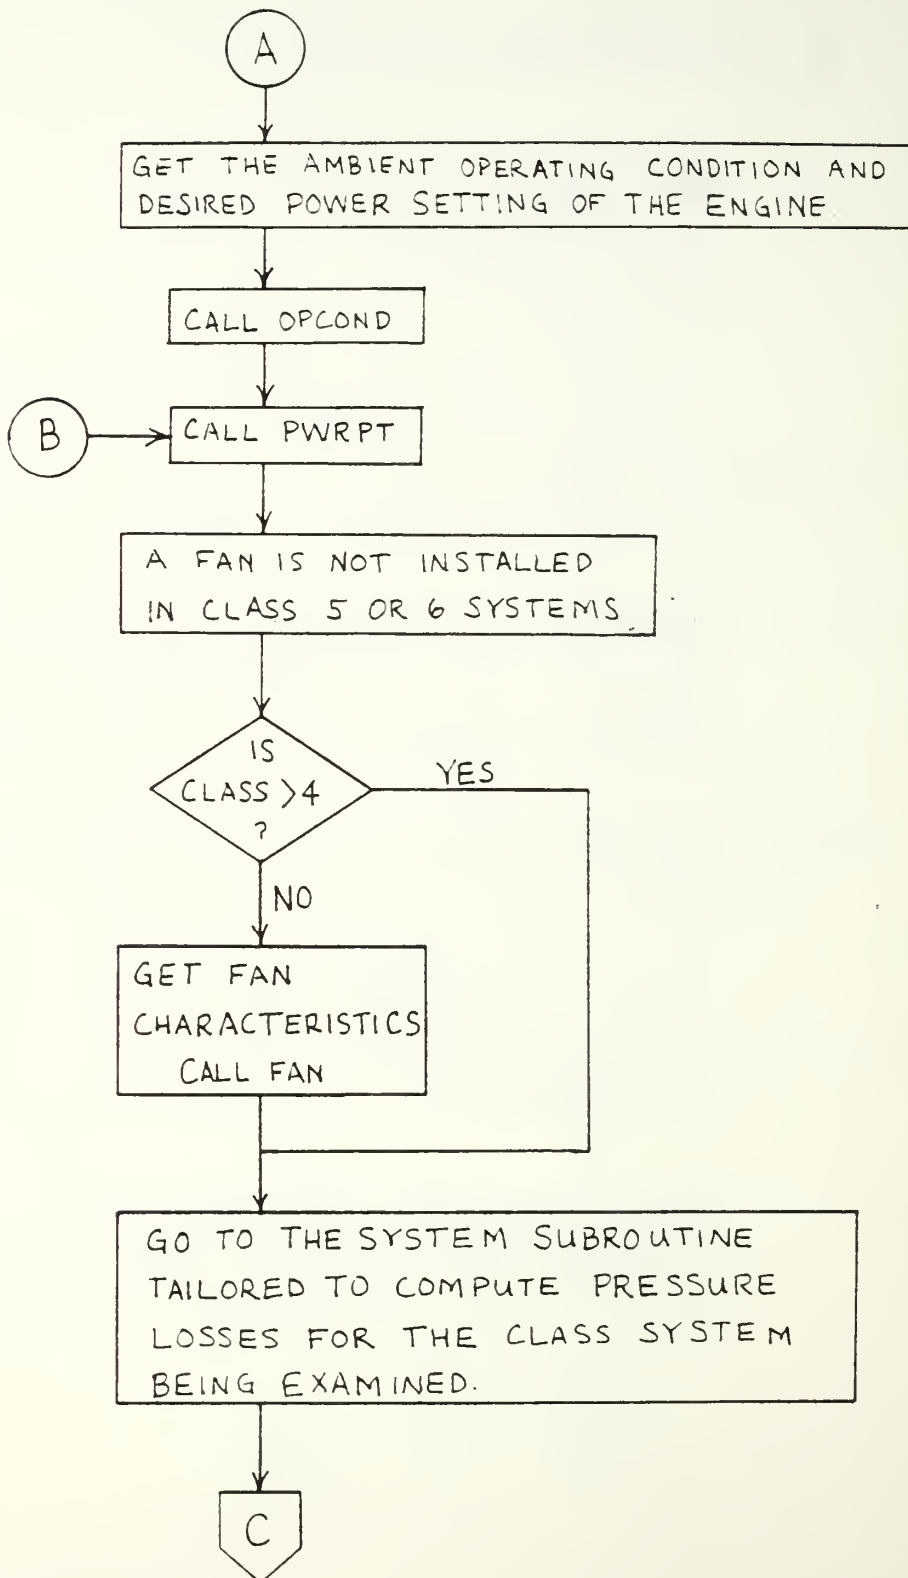 A
GET THE AMBIENT OPERATING CONDITION AND
DESIRED POWER SETTING OF THE ENGINE
CALL OPCOND
B
CALL PWRPT
A FAN IS NOT INSTALLED
IN CLASS 5 OR 6 SYSTEMS
IS
CLASS >4
?
YES
NO
GET FAN
CHARACTERISTICS
CALL FAN
GO TO THE SYSTEM SUBROUTINE
TAILORED TO COMPUTE PRESSURE
LOSSES FOR THE CLASS SYSTEM
BEING EXAMINED.
C